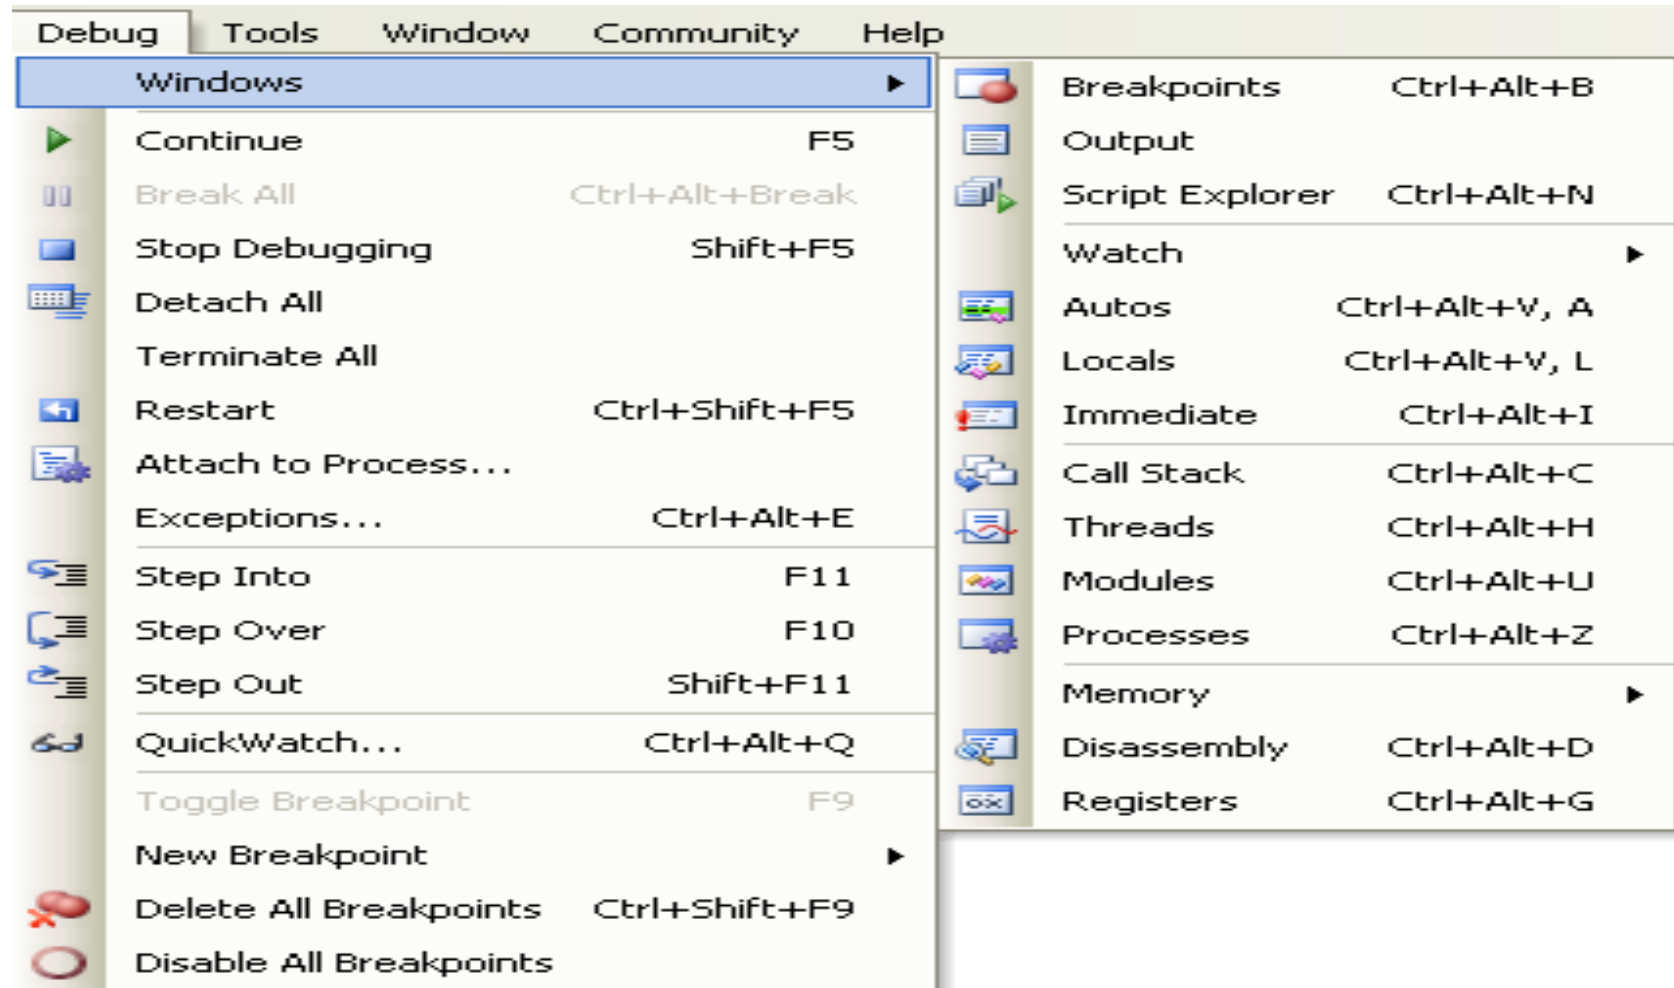 Debug Tools Window Community Help
Windows
Continue F5
Break All Ctrl+Alt+Break
Stop Debugging Shift+F5
Detach All
Terminate All
Restart Ctrl+Shift+F5
Attach to Process...
Exceptions... Ctrl+Alt+E
Step Into F11
Step Over F10
Step Out Shift+F11
QuickWatch... Ctrl+Alt+Q
Toggle Breakpoint F9
New Breakpoint
Delete All Breakpoints Ctrl+Shift+F9
Disable All Breakpoints
Breakpoints Ctrl+Alt+B
Output
Script Explorer Ctrl+Alt+N
Watch
Autos Ctrl+Alt+V, A
Locals Ctrl+Alt+V, L
Immediate Ctrl+Alt+I
Call Stack Ctrl+Alt+C
Threads Ctrl+Alt+H
Modules Ctrl+Alt+U
Processes Ctrl+Alt+Z
Memory
Disassembly Ctrl+Alt+D
Registers Ctrl+Alt+G